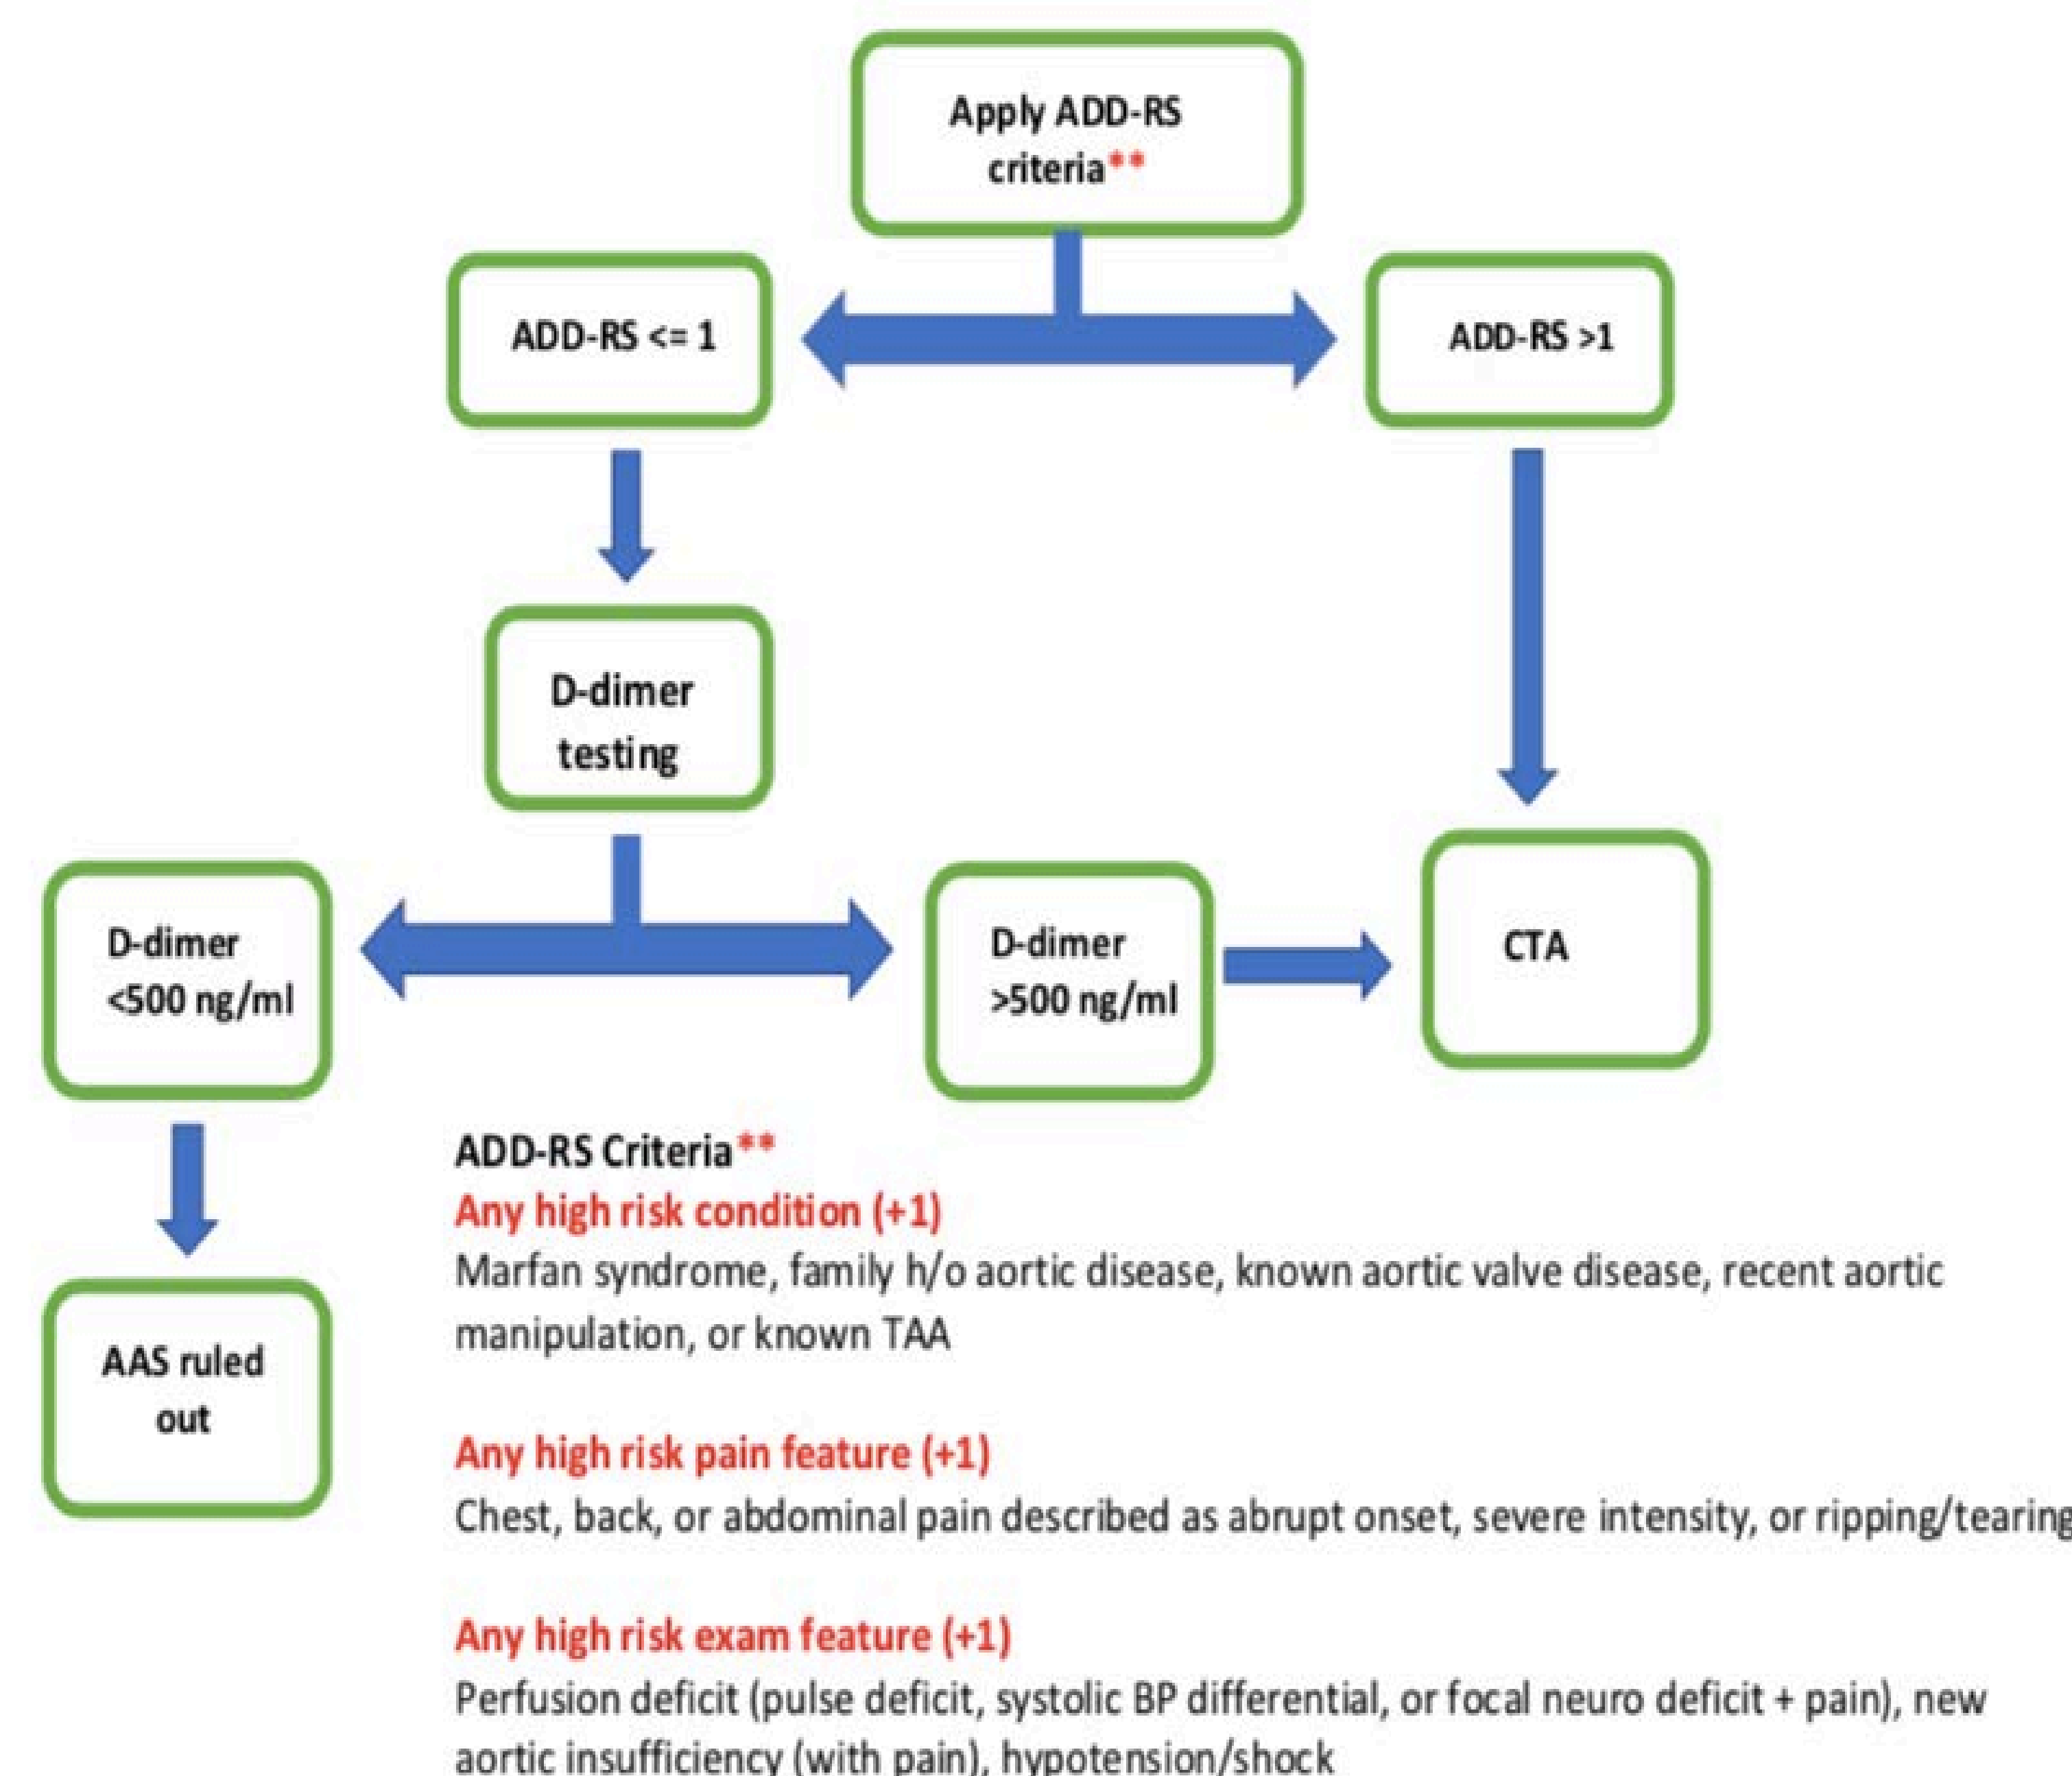 Apply ADD-RS
criteria**
ADD-RS <= 1
ADD-RS >1
D-dimer
testing
D-dimer
<500 ng/ml
D-dimer
>500 ng/ml
CTA
AAS ruled
out
ADD-RS Criteria**
Any high risk condition (+1)
Marfan syndrome, family h/o aortic disease, known aortic valve disease, recent aortic
manipulation, or known TAA
Any high risk pain feature (+1)
Chest, back, or abdominal pain described as abrupt onset, severe intensity, or ripping/tearing
Any high risk exam feature (+1)
Perfusion deficit (pulse deficit, systolic BP differential, or focal neuro deficit + pain), new
aortic insufficiency (with pain), hypotension/shock